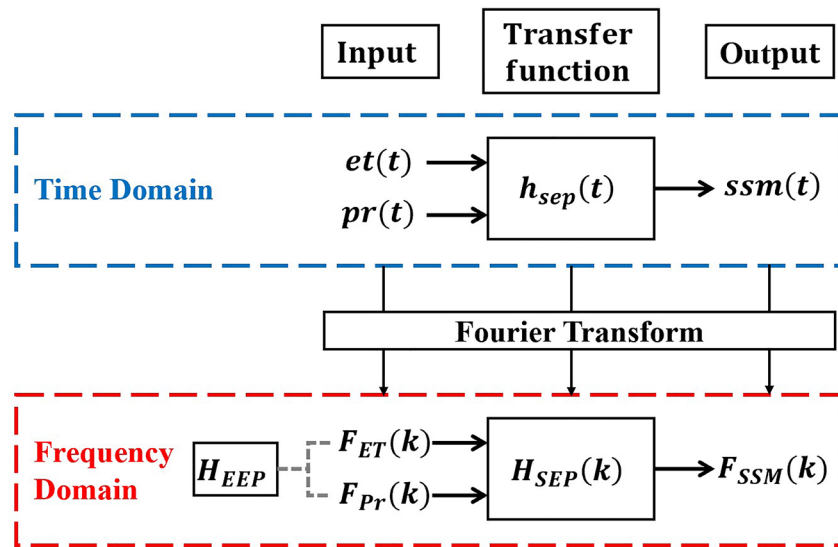 Input
Transfer
function
Output
Time Domain
et(t)
pr(t)
h_sep(t)
ssm(t)
Fourier Transform
Frequency
Domain
H_EEP
F_ET(k)
F_Pr(k)
H_SEP(k)
F_SSM(k)